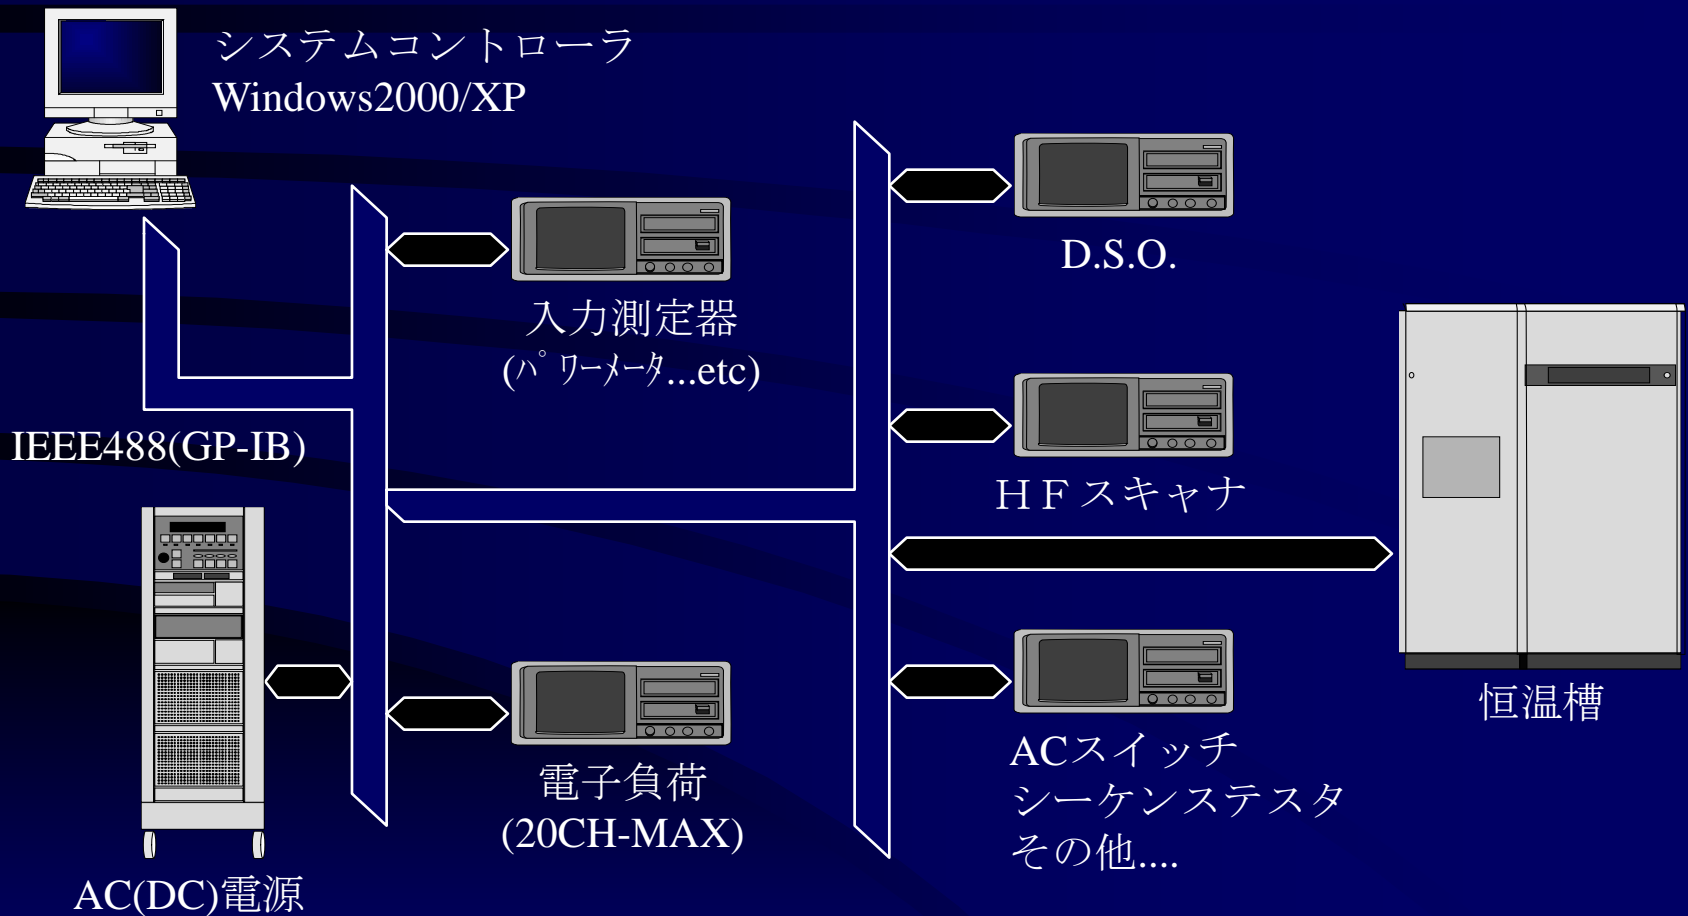 システムコントローラ
Windows2000/XP
D.S.O.
入力測定器
(ﾊﾟﾜｰﾒｰﾀ...etc)
IEEE488(GP-IB)
ＨＦスキャナ
恒温槽
電子負荷
(20CH-MAX)
ACスイッチ
シーケンステスタ
その他....
AC(DC)電源